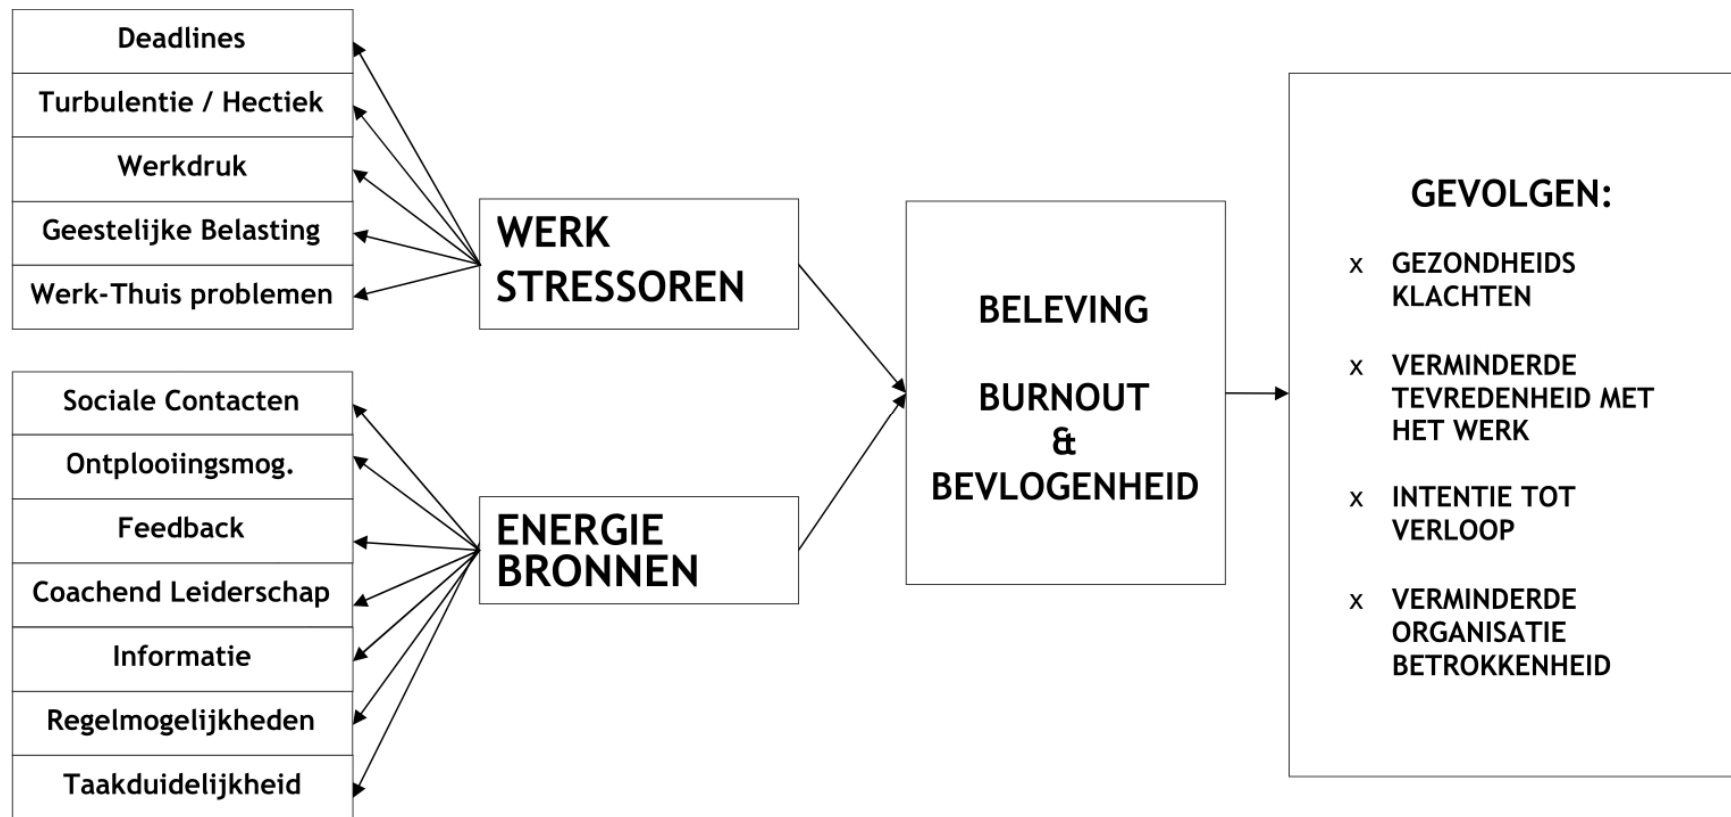 Deadlines
Turbulentie / Hectiek
Werkdruk
Geestelijke Belasting
Werk-Thuis problemen
Sociale Contacten
Ontplooiingsmog.
Feedback
Coachend Leiderschap
Informatie
Regelmogelijkheden
Taakduidelijkheid
WERK
STRESSOREN
ENERGIE
BRONNEN
BELEVING
BURNOUT
&
BEVLOGENHEID
GEVOLGEN:
x GEZONDHEIDS
KLACHTEN
x VERMINDERDE
TEVREDENHEID MET
HET WERK
x INTENTIE TOT
VERLOOP
x VERMINDERDE
ORGANISATIE
BETROKKENHEID